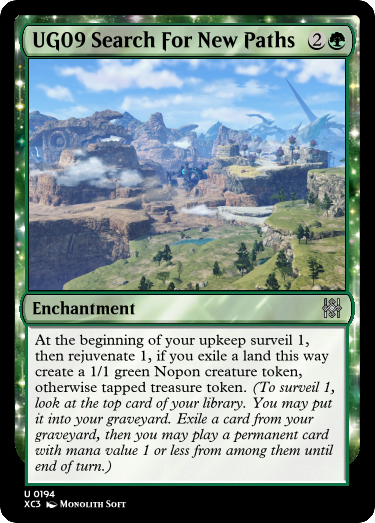 UG09 Search For New Paths 2
Enchantment
At the beginning of your upkeep surveil 1,
then rejuvenate 1, if you exile a land this way
create a 1/1 green Nopon creature token,
otherwise tapped treasure token. (To surveil 1,
look at the top card of your library. You may
put it into your graveyard. Exile a card from your
graveyard, then you may play a permanent card
with mana value 1 or less from among them until
end of turn.)
U 0194
XC3 Monolith Soft